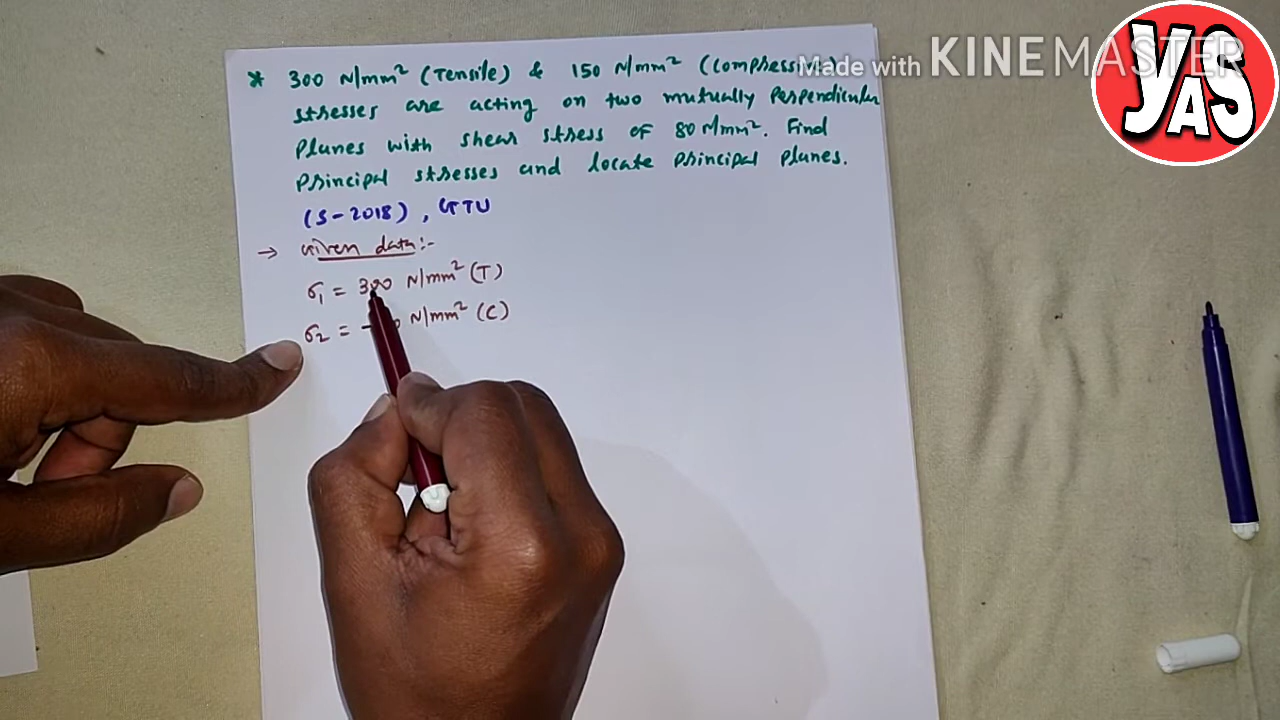 * 300 N/mm² (Tensile) & 150 N/mm² (Compressive)
stresses are acting on two mutually perpendicular
planes with shear stress of 80 N/mm². Find
principal stresses and locate principal planes.
(S-2018), GTU
→ Given data:-
σ₁ = 300 N/mm² (T)
σ₂ = N/mm² (C)
Made with KINEMASTER
YAS